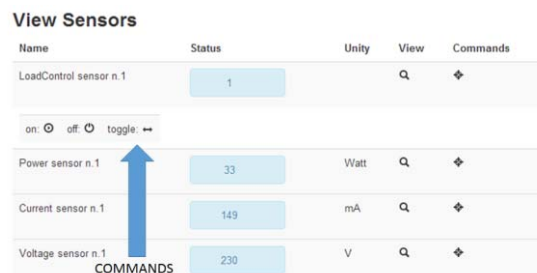 View Sensors
Name Status Unity View Commands
LoadControl sensor n.1 1
on: off: toggle:
Power sensor n.1 33 Watt
Current sensor n.1 149 mA
Voltage sensor n.1 230 V
COMMANDS